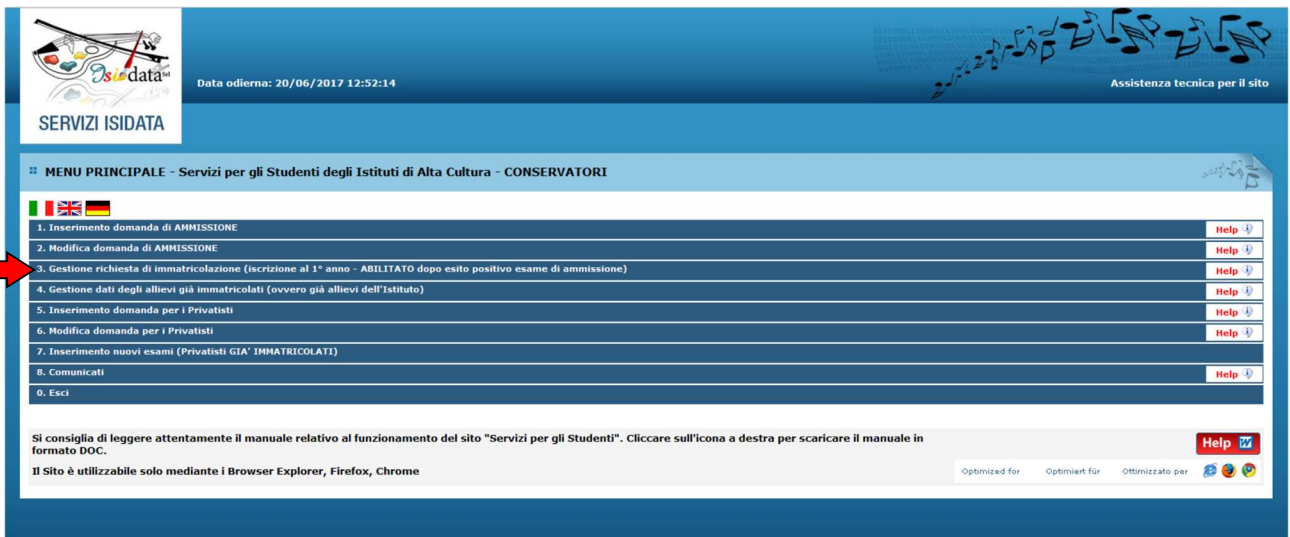 Isidata srl
SERVIZI ISIDATA
Data odierna: 20/06/2017 12:52:14
Assistenza tecnica per il sito
MENU PRINCIPALE - Servizi per gli Studenti degli Istituti di Alta Cultura - CONSERVATORI
1. Inserimento domanda di AMMISSIONE Help
2. Modifica domanda di AMMISSIONE Help
3. Gestione richiesta di immatricolazione (iscrizione al 1° anno - ABILITATO dopo esito positivo esame di ammissione) Help
4. Gestione dati degli allievi già immatricolati (ovvero già allievi dell'Istituto) Help
5. Inserimento domanda per i Privatisti Help
6. Modifica domanda per i Privatisti Help
7. Inserimento nuovi esami (Privatisti GIA' IMMATRICOLATI)
8. Comunicati Help
0. Esci
Si consiglia di leggere attentamente il manuale relativo al funzionamento del sito "Servizi per gli Studenti". Cliccare sull'icona a destra per scaricare il manuale in
formato DOC.
Help
Il Sito è utilizzabile solo mediante i Browser Explorer, Firefox, Chrome
Optimized for Optimiert für Ottimizzato per